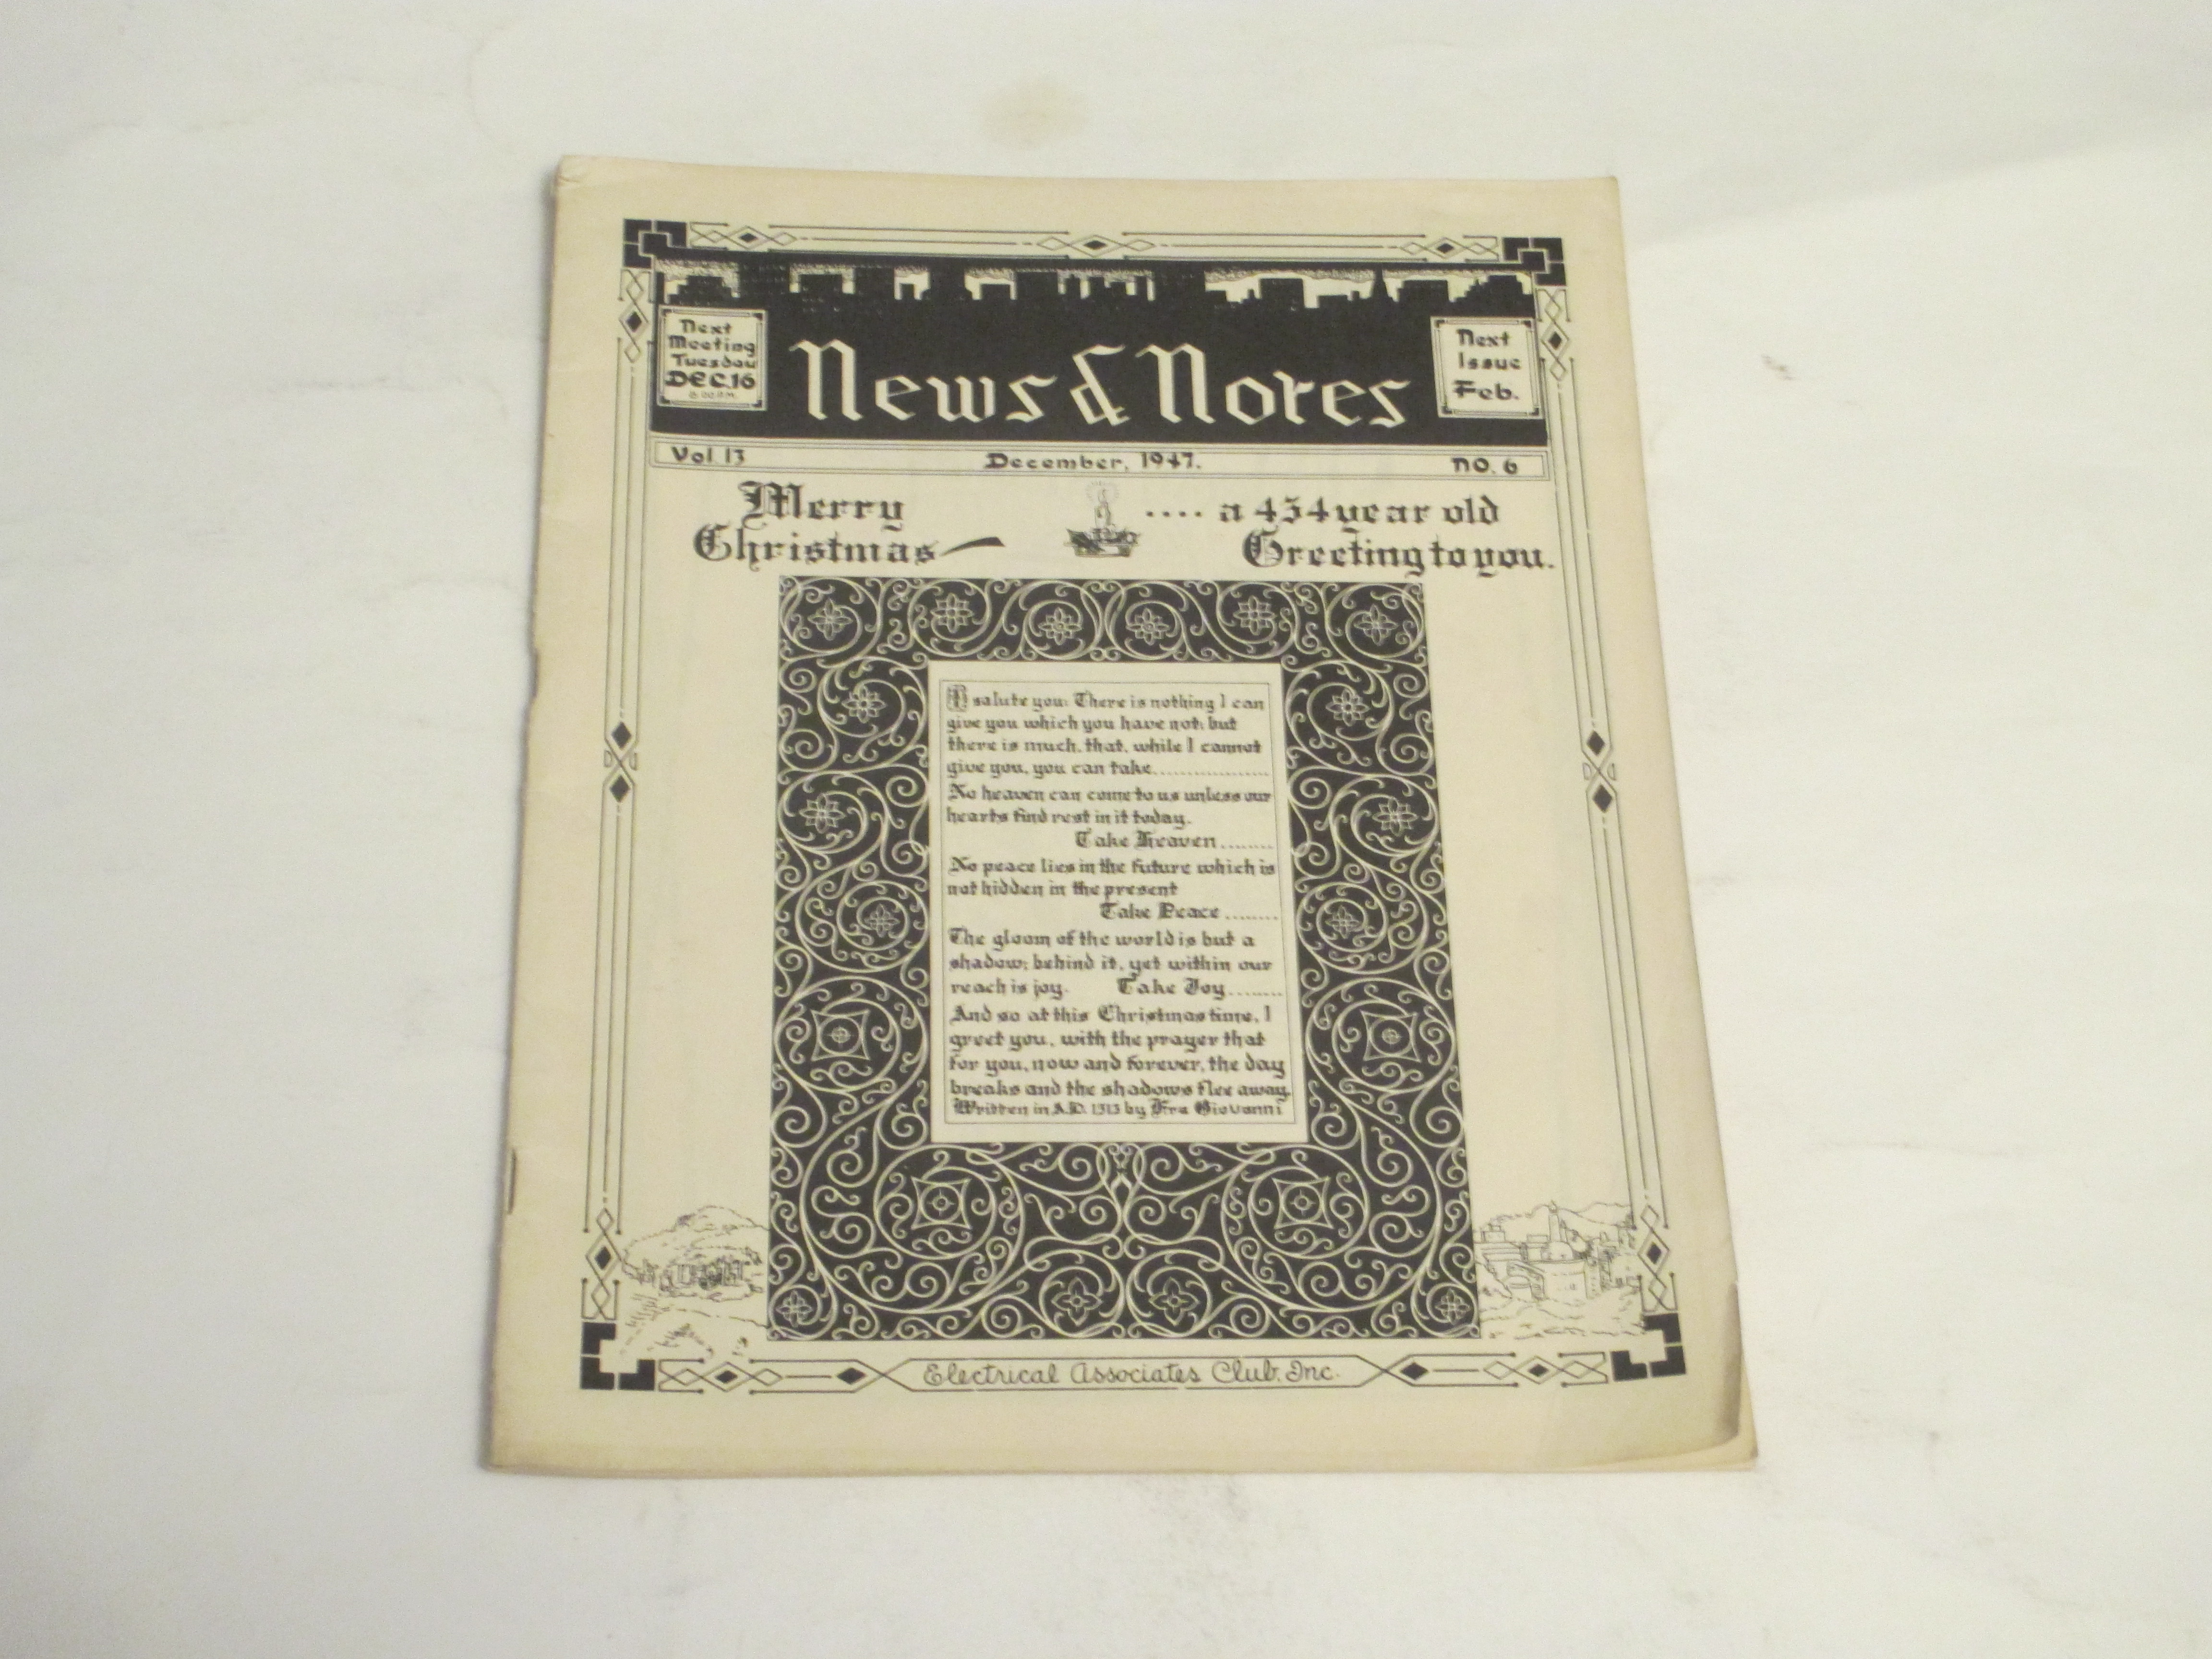 Next
Meeting
Tuesday
DEC. 16
8:00 P.M.
News & Notes
Next
Issue
Feb.
Vol. 13
December, 1947.
NO. 6
Merry
Christmas
.... a 434 year old
Greeting to you.
I salute you: There is nothing I can
give you which you have not; but
there is much, that, while I cannot
give you, you can take..................
No heaven can come to us unless our
hearts find rest in it today.
Take Heaven........
No peace lies in the future which is
not hidden in the present
Take Peace........
The gloom of the world is but a
shadow; behind it, yet within our
reach is joy. Take Joy........
And so at this Christmas time, I
greet you, with the prayer that
for you, now and forever, the day
breaks and the shadows flee away.
Written in A.D. 1513 by Fra Giovanni
Electrical Associates Club, Inc.